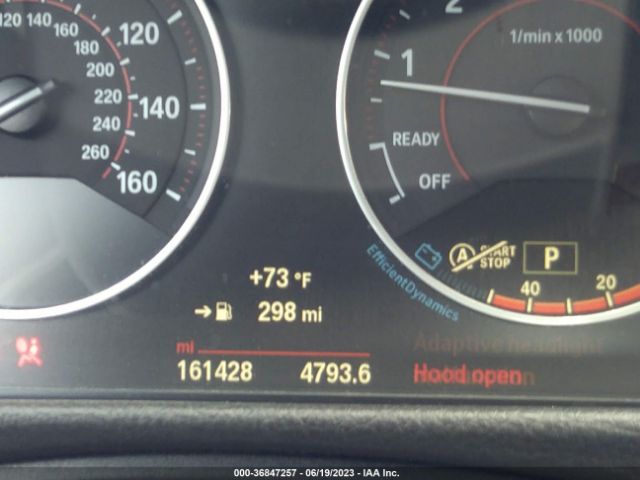 120 140 160 180 200 220 240 260
120
140
160
2
1
1/min x 1000
READY
OFF
A START STOP
P
EfficientDynamics
40 20
+73 °F
298 mi
mi
161428 4793.6
Adaptive headlight
Hood open
000-36847257 - 06/19/2023 - IAA Inc.